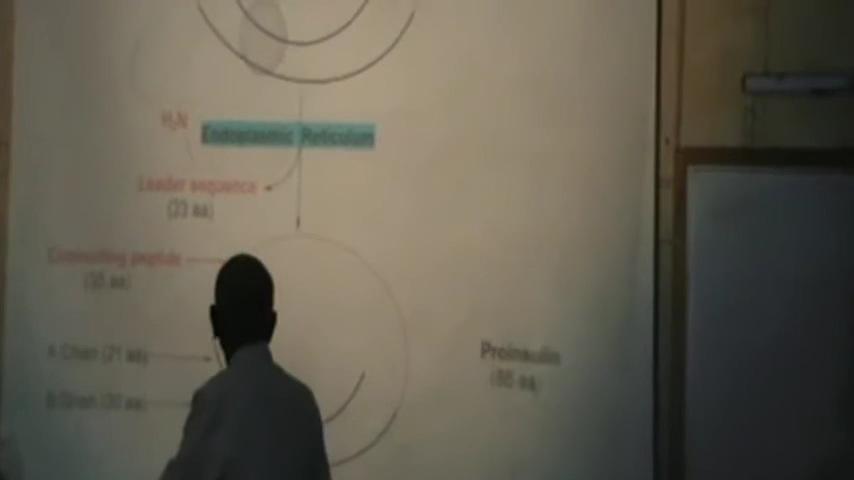 H₂N
Endoplasmic Reticulum
Leader sequence
(23 aa)
Connecting peptide
(35 aa)
A Chain (21 aa)
Proinsulin
B Chain (30 aa)
(86 aa)